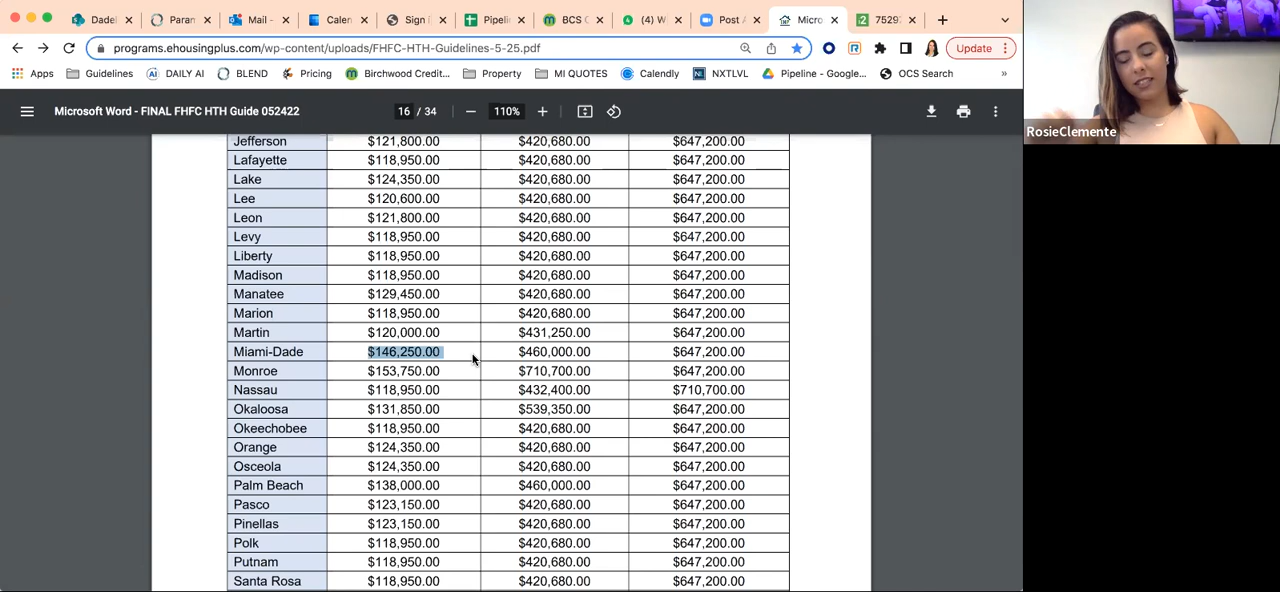 Dadel
Param
Mail -
Calen
Sign i
Pipelin
BCS C
(4) W
Post A
Micro
7529
programs.ehousingplus.com/wp-content/uploads/FHFC-HTH-Guidelines-5-25.pdf
Update
Apps
Guidelines
DAILY AI
BLEND
Pricing
Birchwood Credit...
Property
MI QUOTES
Calendly
NXTLVL
Pipeline - Google...
OCS Search
»
Microsoft Word - FINAL FHFC HTH Guide 052422
16 / 34
110%
RosieClemente
Jefferson $121,800.00 $420,680.00 $647,200.00
Lafayette $118,950.00 $420,680.00 $647,200.00
Lake $124,350.00 $420,680.00 $647,200.00
Lee $120,600.00 $420,680.00 $647,200.00
Leon $121,800.00 $420,680.00 $647,200.00
Levy $118,950.00 $420,680.00 $647,200.00
Liberty $118,950.00 $420,680.00 $647,200.00
Madison $118,950.00 $420,680.00 $647,200.00
Manatee $129,450.00 $420,680.00 $647,200.00
Marion $118,950.00 $420,680.00 $647,200.00
Martin $120,000.00 $431,250.00 $647,200.00
Miami-Dade $146,250.00 $460,000.00 $647,200.00
Monroe $153,750.00 $710,700.00 $647,200.00
Nassau $118,950.00 $432,400.00 $710,700.00
Okaloosa $131,850.00 $539,350.00 $647,200.00
Okeechobee $118,950.00 $420,680.00 $647,200.00
Orange $124,350.00 $420,680.00 $647,200.00
Osceola $124,350.00 $420,680.00 $647,200.00
Palm Beach $138,000.00 $460,000.00 $647,200.00
Pasco $123,150.00 $420,680.00 $647,200.00
Pinellas $123,150.00 $420,680.00 $647,200.00
Polk $118,950.00 $420,680.00 $647,200.00
Putnam $118,950.00 $420,680.00 $647,200.00
Santa Rosa $118,950.00 $420,680.00 $647,200.00